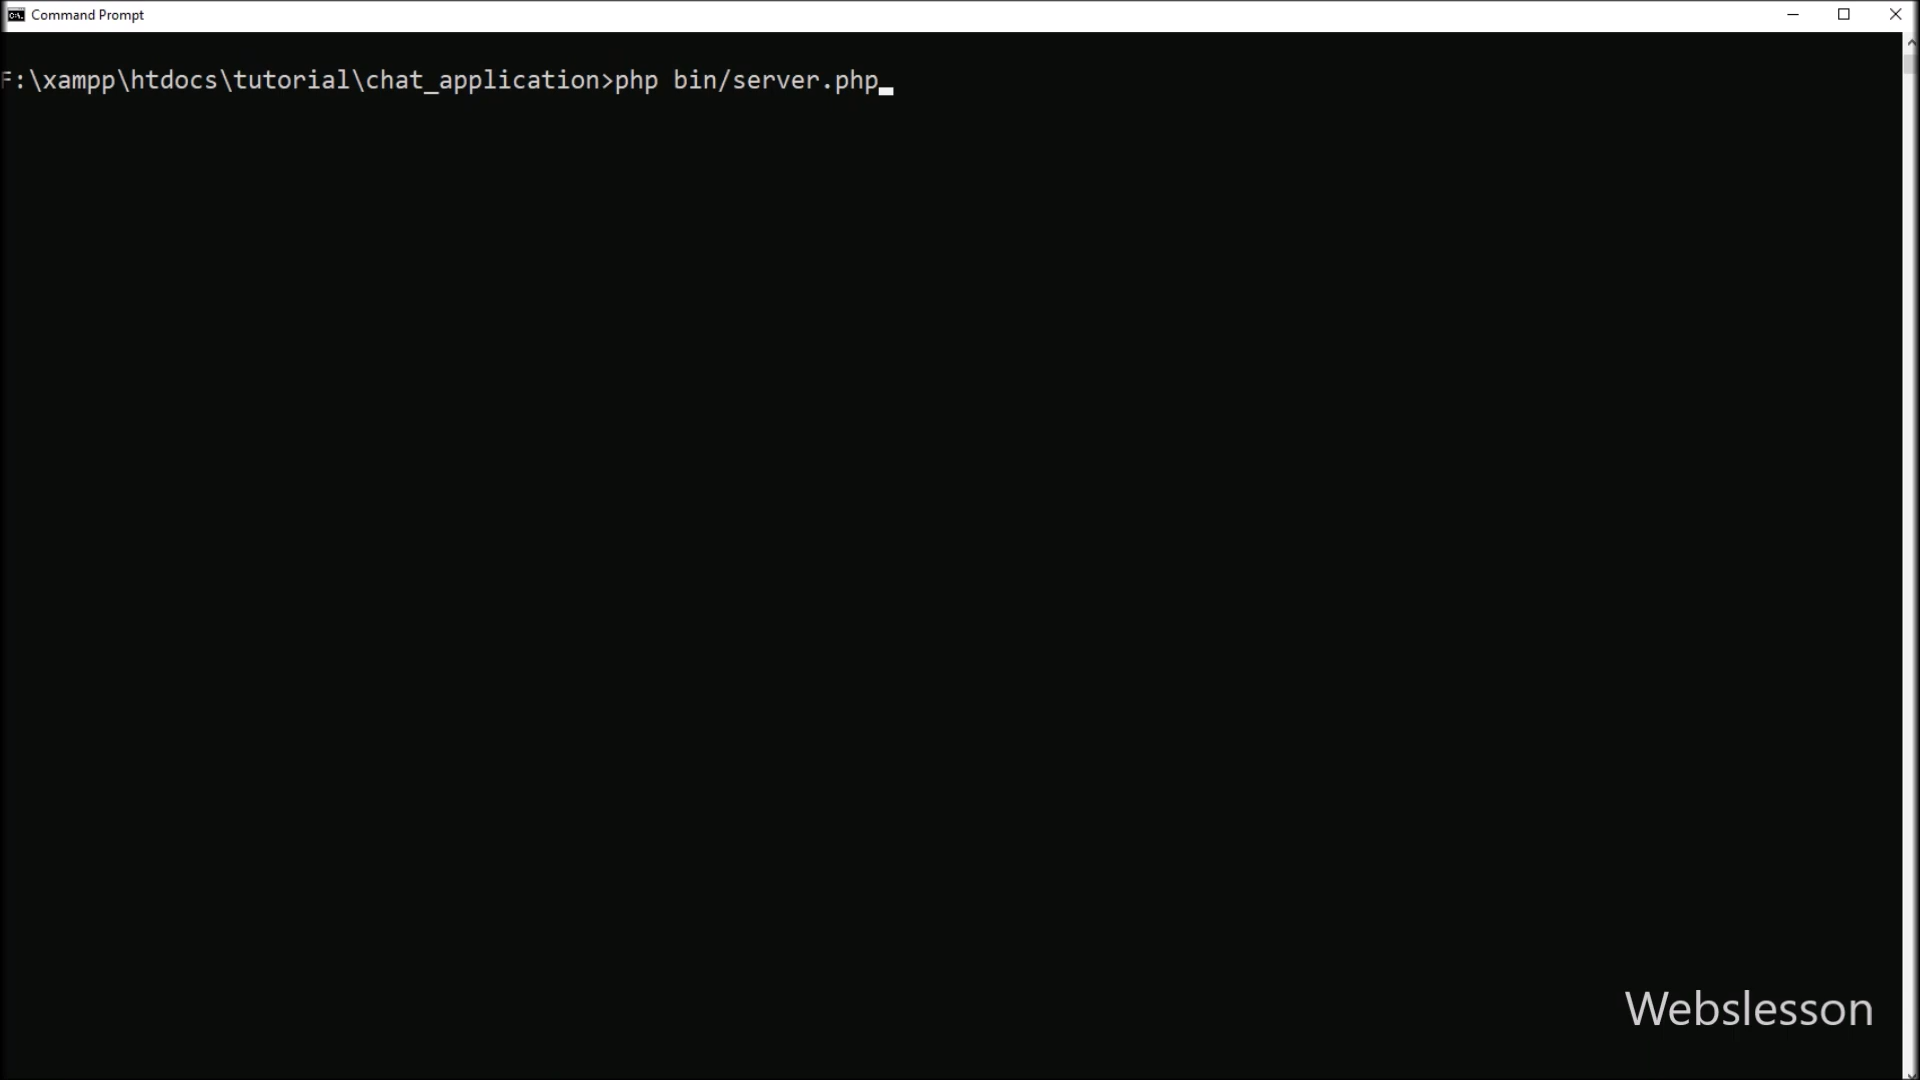 Command Prompt
F:\xampp\htdocs\tutorial\chat_application>php bin/server.php
Webslesson